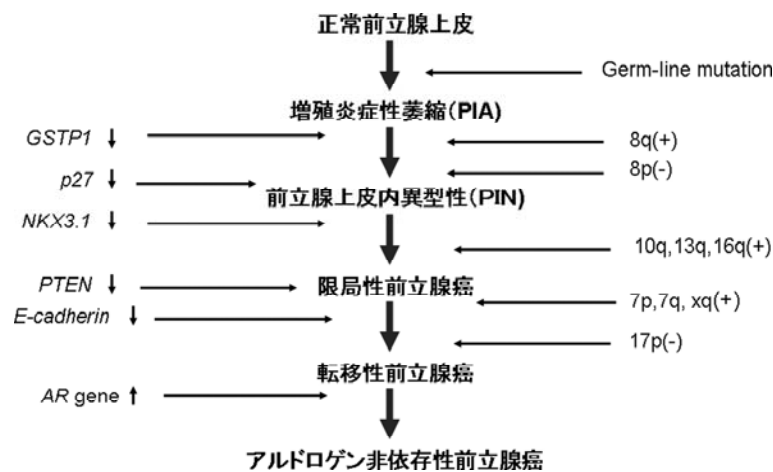 正常前立腺上皮
Germ-line mutation
増殖炎症性萎縮(PIA)
GSTP1 ↓
8q(+)
8p(-)
p27 ↓
前立腺上皮内異型性(PIN)
NKX3.1 ↓
10q,13q,16q(+)
PTEN ↓
限局性前立腺癌
7p,7q, xq(+)
E-cadherin ↓
17p(-)
転移性前立腺癌
AR gene ↑
アルドロゲン非依存性前立腺癌